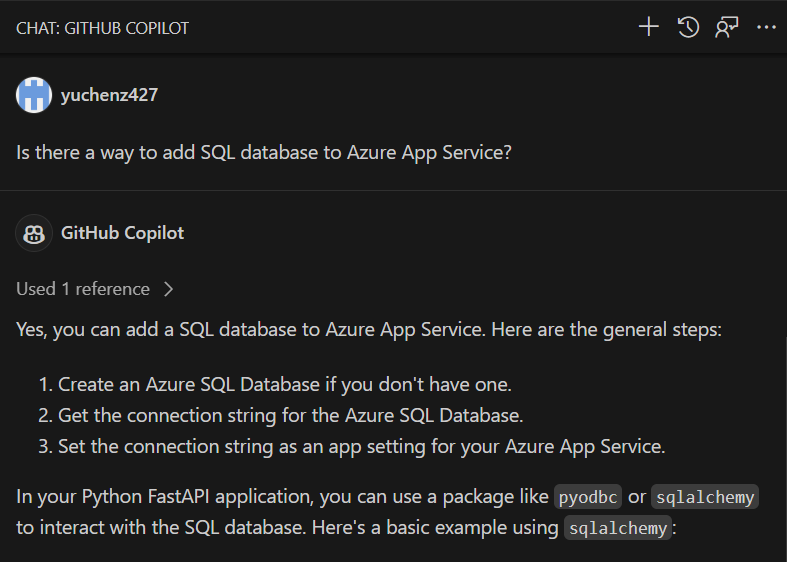 CHAT: GITHUB COPILOT
yuchenz427
Is there a way to add SQL database to Azure App Service?
GitHub Copilot
Used 1 reference
Yes, you can add a SQL database to Azure App Service. Here are the general steps:
1. Create an Azure SQL Database if you don't have one.
2. Get the connection string for the Azure SQL Database.
3. Set the connection string as an app setting for your Azure App Service.
In your Python FastAPI application, you can use a package like pyodbc or sqlalchemy
to interact with the SQL database. Here's a basic example using sqlalchemy: